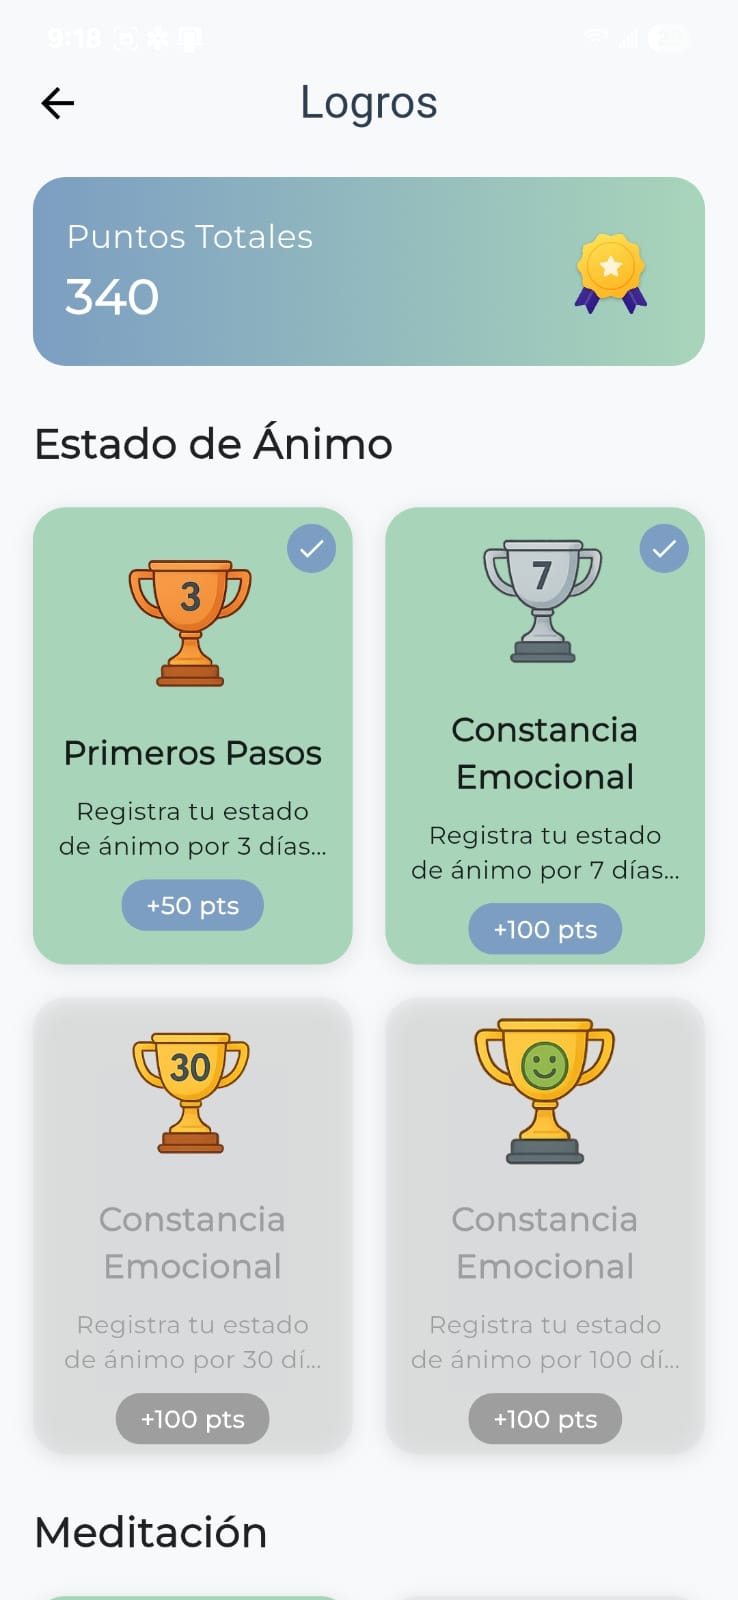 9:18
Logros
Puntos Totales
340
Estado de Ánimo
3
Primeros Pasos
Registra tu estado
de ánimo por 3 días...
+50 pts
7
Constancia
Emocional
Registra tu estado
de ánimo por 7 días...
+100 pts
30
Constancia
Emocional
Registra tu estado
de ánimo por 30 dí...
+100 pts
Constancia
Emocional
Registra tu estado
de ánimo por 100 dí...
+100 pts
Meditación